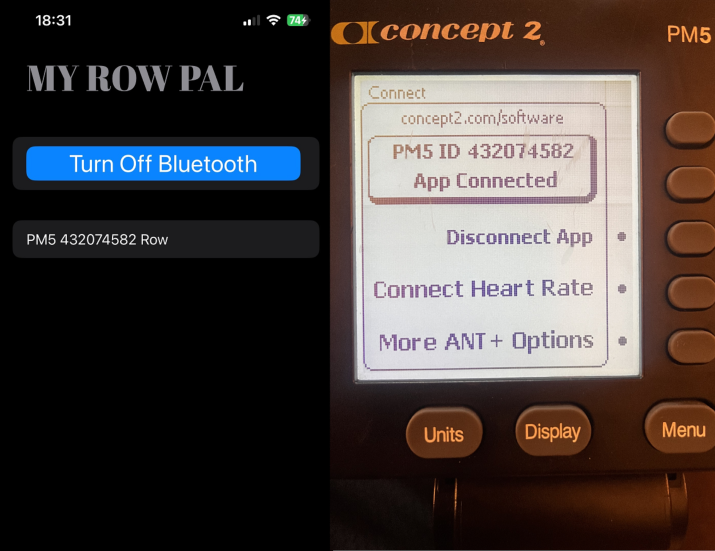 18:31
74
MY ROW PAL
Turn Off Bluetooth
PM5 432074582 Row
concept 2.
PM5
Connect
concept2.com/software
PM5 ID 432074582
App Connected
Disconnect App
Connect Heart Rate
More ANT+ Options
Units
Display
Menu